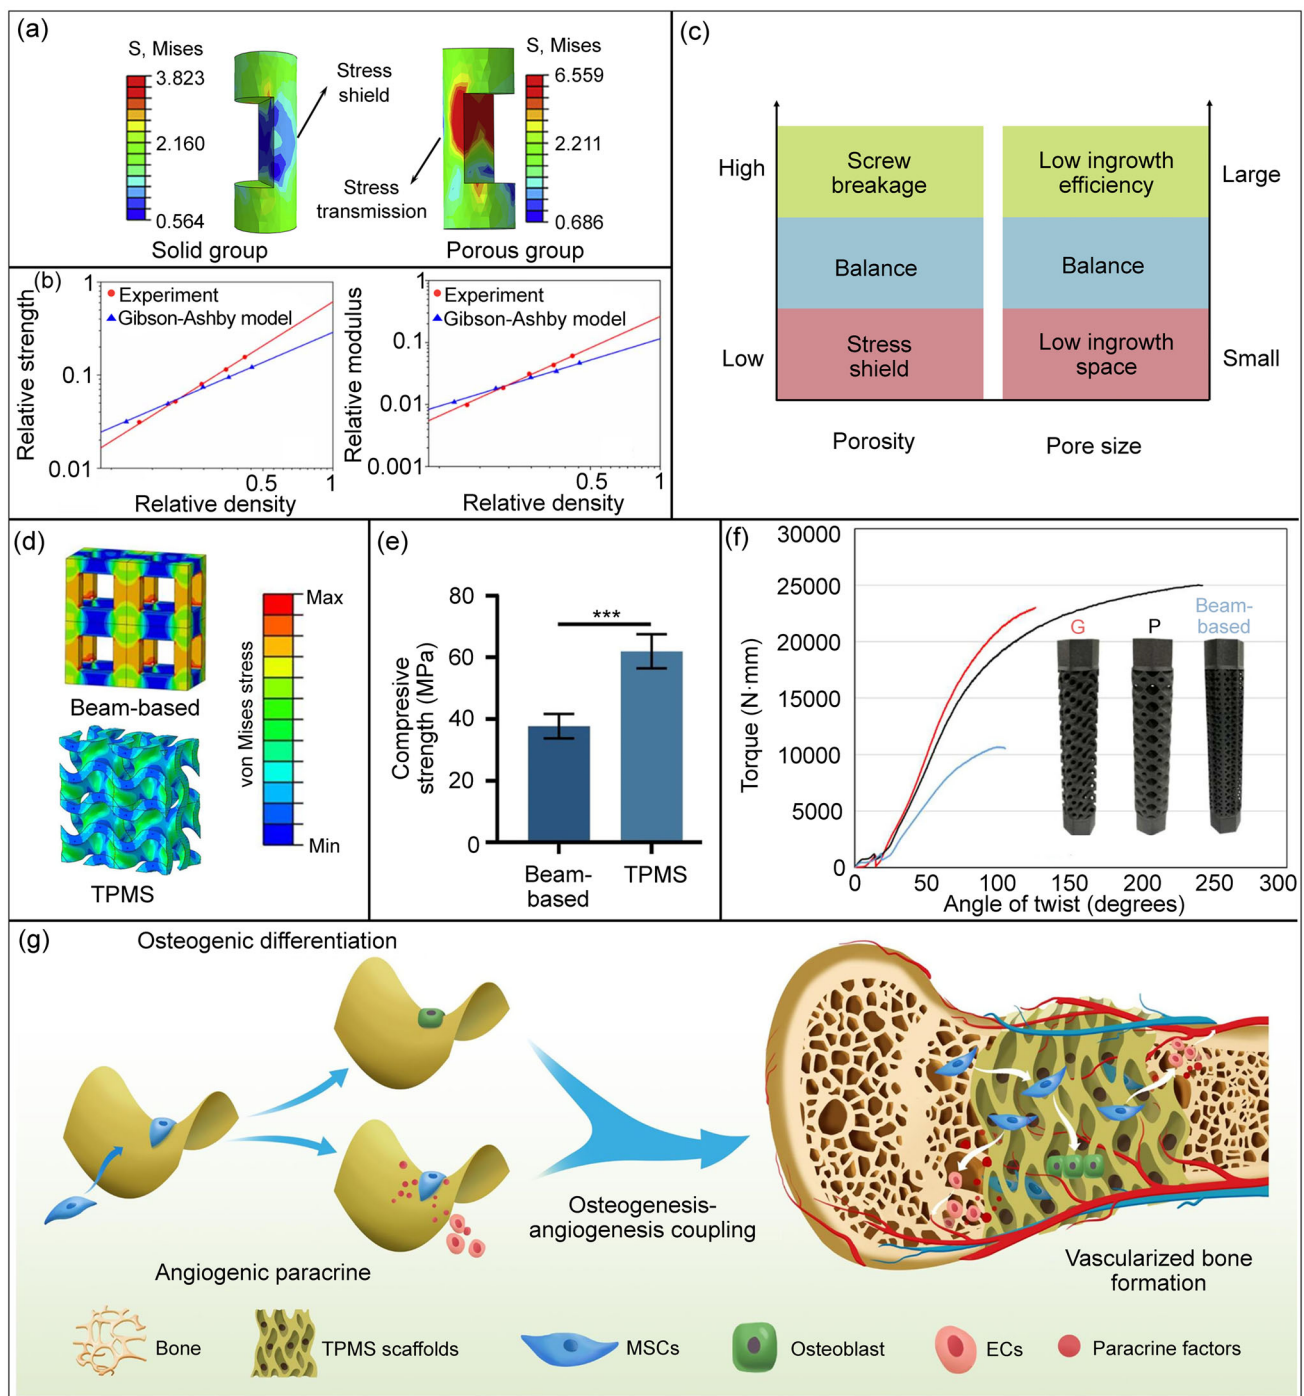 (a)
S, Mises
3.823
2.160
0.564
Solid group
Stress
shield
Stress
transmission
S, Mises
6.559
2.211
0.686
Porous group
(b)
Relative strength
1
0.1
0.01
Experiment
Gibson-Ashby model
0.5
1
Relative density
Relative modulus
1
0.1
0.01
0.001
Experiment
Gibson-Ashby model
0.5
1
Relative density
(c)
High
Low
Screw
breakage
Balance
Stress
shield
Porosity
Low ingrowth
efficiency
Balance
Low ingrowth
space
Pore size
Large
Small
(d)
Beam-based
TPMS
von Mises stress
Max
Min
(e)
Compresive
strength (MPa)
80
60
40
20
0
***
Beam-
based
TPMS
(f)
Torque (N·mm)
30000
25000
20000
15000
10000
5000
0
G
P
Beam-
based
0
50
100
150
200
250
300
Angle of twist (degrees)
(g)
Osteogenic differentiation
Angiogenic paracrine
Osteogenesis-
angiogenesis coupling
Vascularized bone
formation
Bone
TPMS scaffolds
MSCs
Osteoblast
ECs
Paracrine factors